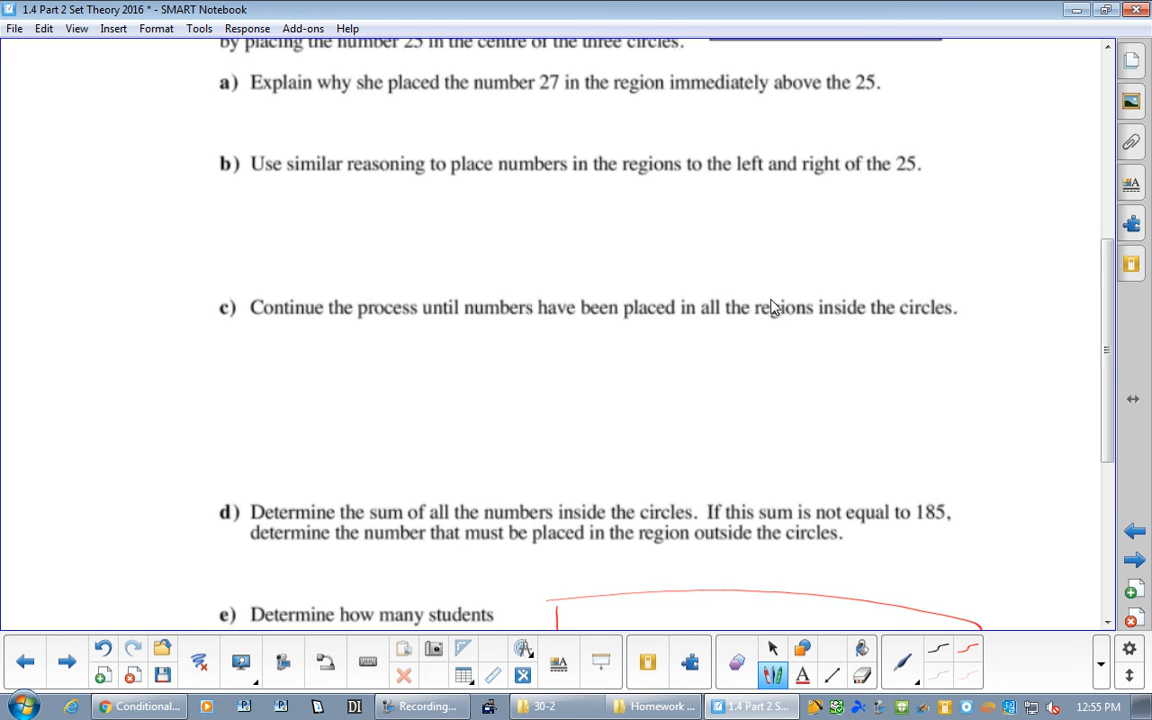 1.4 Part 2 Set Theory 2016 * - SMART Notebook
File Edit View Insert Format Tools Response Add-ons Help
by placing the number 25 in the centre of the three circles.
a) Explain why she placed the number 27 in the region immediately above the 25.
b) Use similar reasoning to place numbers in the regions to the left and right of the 25.
c) Continue the process until numbers have been placed in all the regions inside the circles.
d) Determine the sum of all the numbers inside the circles. If this sum is not equal to 185,
determine the number that must be placed in the region outside the circles.
e) Determine how many students
Conditional... Recording... 30-2 Homework ... 1.4 Part 2 S... 12:55 PM